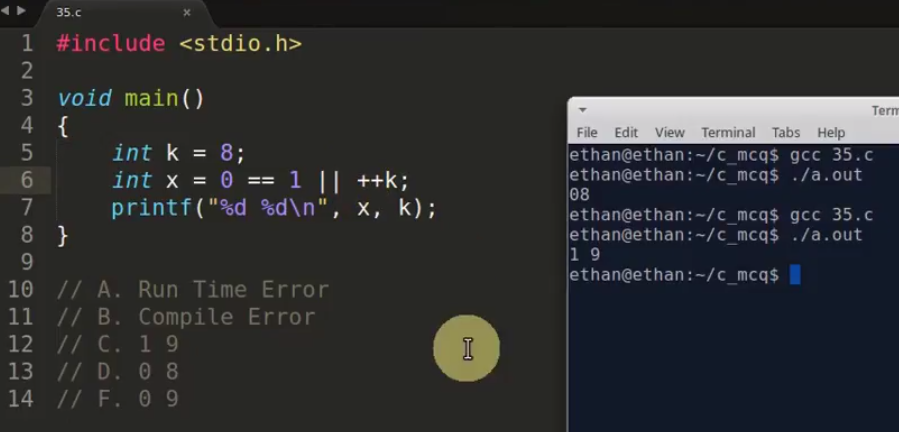 35.c ×
1 #include <stdio.h>
2
3 void main()
4 {
5     int k = 8;
6     int x = 0 == 1 || ++k;
7     printf("%d %d\n", x, k);
8 }
9
10 // A. Run Time Error
11 // B. Compile Error
12 // C. 1 9
13 // D. 0 8
14 // F. 0 9
Term
File Edit View Terminal Tabs Help
ethan@ethan:~/c_mcq$ gcc 35.c
ethan@ethan:~/c_mcq$ ./a.out
08
ethan@ethan:~/c_mcq$ gcc 35.c
ethan@ethan:~/c_mcq$ ./a.out
1 9
ethan@ethan:~/c_mcq$